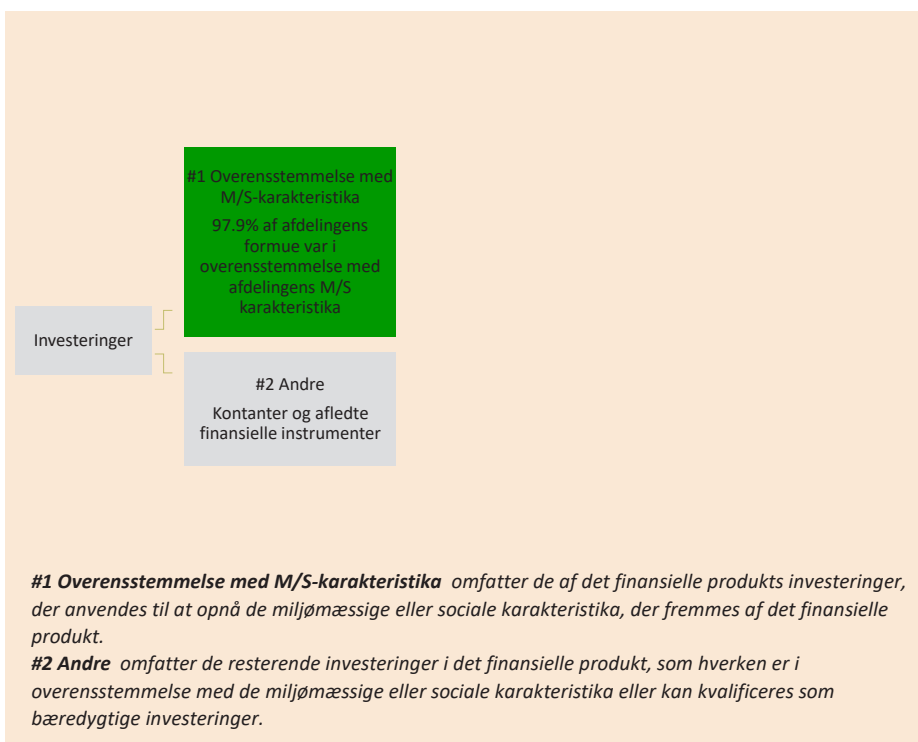 #1 Overensstemmelse med
M/S-karakteristika
97.9% af afdelingens
formue var i
overensstemmelse med
afdelingens M/S
karakteristika
Investeringer
#2 Andre
Kontanter og afledte
finansielle instrumenter
#1 Overensstemmelse med M/S-karakteristika omfatter de af det finansielle produkts investeringer,
der anvendes til at opnå de miljømæssige eller sociale karakteristika, der fremmes af det finansielle
produkt.
#2 Andre omfatter de resterende investeringer i det finansielle produkt, som hverken er i
overensstemmelse med de miljømæssige eller sociale karakteristika eller kan kvalificeres som
bæredygtige investeringer.